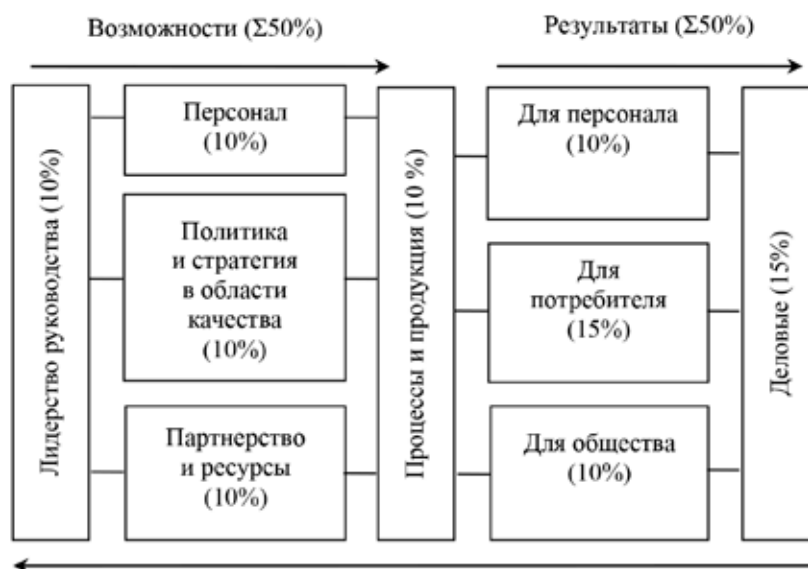 Возможности (Σ50%)
Результаты (Σ50%)
Лидерство руководства (10%)
Персонал
(10%)
Политика
и стратегия
в области
качества
(10%)
Партнерство
и ресурсы
(10%)
Процессы и продукция (10 %)
Для персонала
(10%)
Для
потребителя
(15%)
Для общества
(10%)
Деловые (15%)